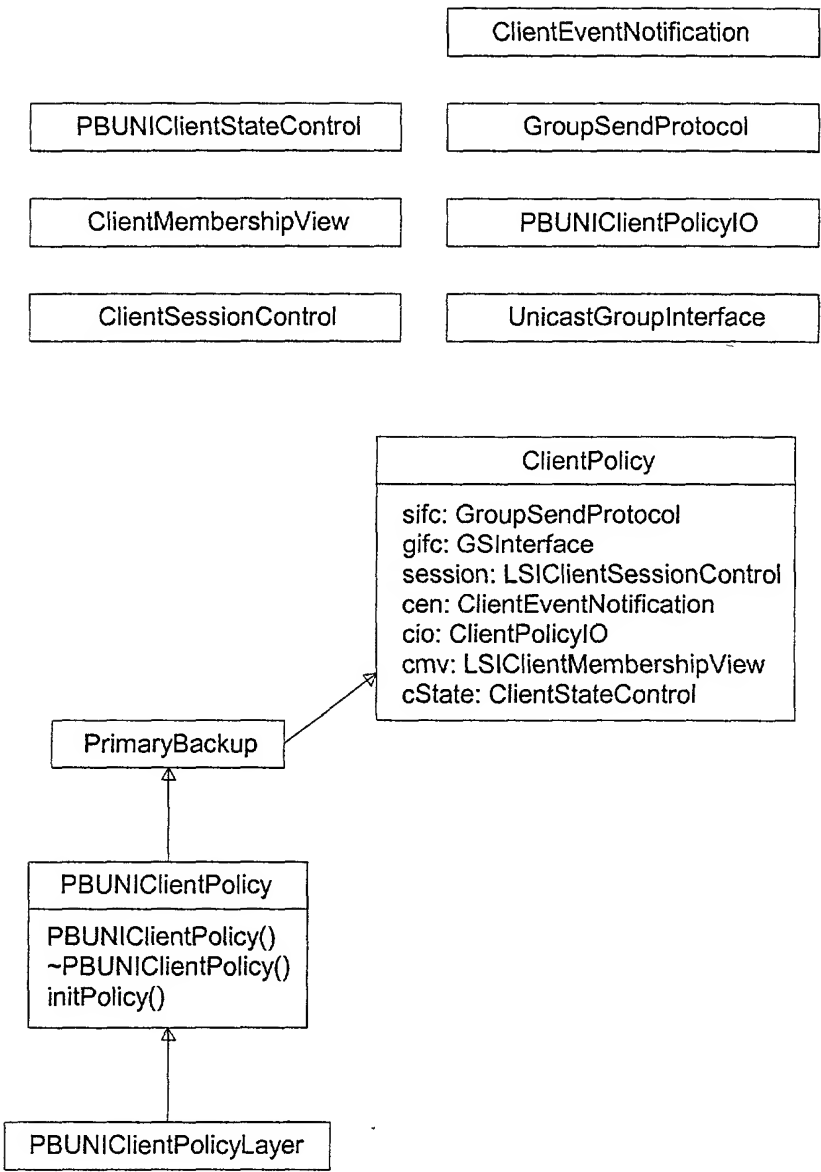 ClientEventNotification
PBUNIClientStateControl
GroupSendProtocol
ClientMembershipView
PBUNIClientPolicyIO
ClientSessionControl
UnicastGroupInterface
ClientPolicy
sifc: GroupSendProtocol
gifc: GSInterface
session: LSIClientSessionControl
cen: ClientEventNotification
cio: ClientPolicyIO
cmv: LSIClientMembershipView
cState: ClientStateControl
PrimaryBackup
PBUNIClientPolicy
PBUNIClientPolicy()
~PBUNIClientPolicy()
initPolicy()
PBUNIClientPolicyLayer